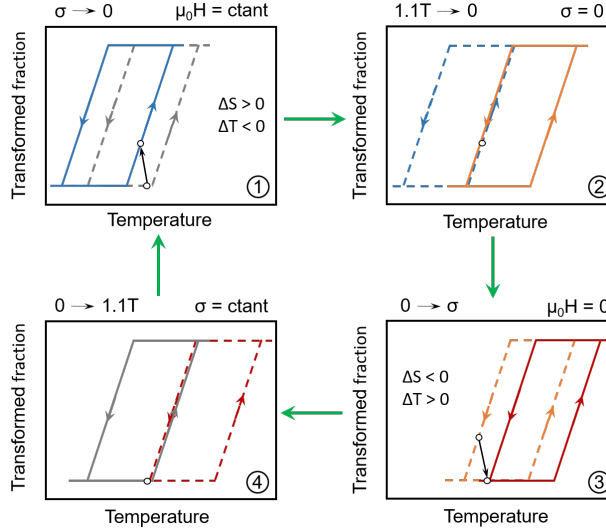 σ → 0 μ₀H = ctant
Transformed fraction
ΔS > 0
ΔT < 0
①
Temperature
1.1T → 0 σ = 0
Transformed fraction
②
Temperature
0 → 1.1T σ = ctant
Transformed fraction
④
Temperature
0 → σ μ₀H = 0
Transformed fraction
ΔS < 0
ΔT > 0
③
Temperature